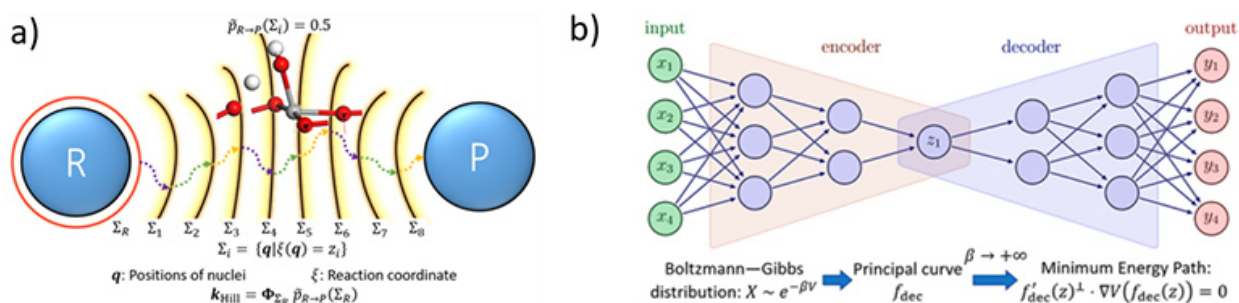 a)
p̃_{R→P}(Σ_i) = 0.5
R
P
Σ_R Σ_1 Σ_2 Σ_3 Σ_4 Σ_5 Σ_6 Σ_7 Σ_8
Σ_i = {q|ξ(q) = z_i}
q: Positions of nuclei ξ: Reaction coordinate
k_Hill = Φ_{Σ_R} p̃_{R→P}(Σ_R)
b)
input
encoder
decoder
output
x_1
x_2
x_3
x_4
z_1
y_1
y_2
y_3
y_4
Boltzmann—Gibbs
distribution: X ~ e^{-βV}
Principal curve
f_dec
β → +∞
Minimum Energy Path:
f'_dec(z)^⊥ · ∇V(f_dec(z)) = 0